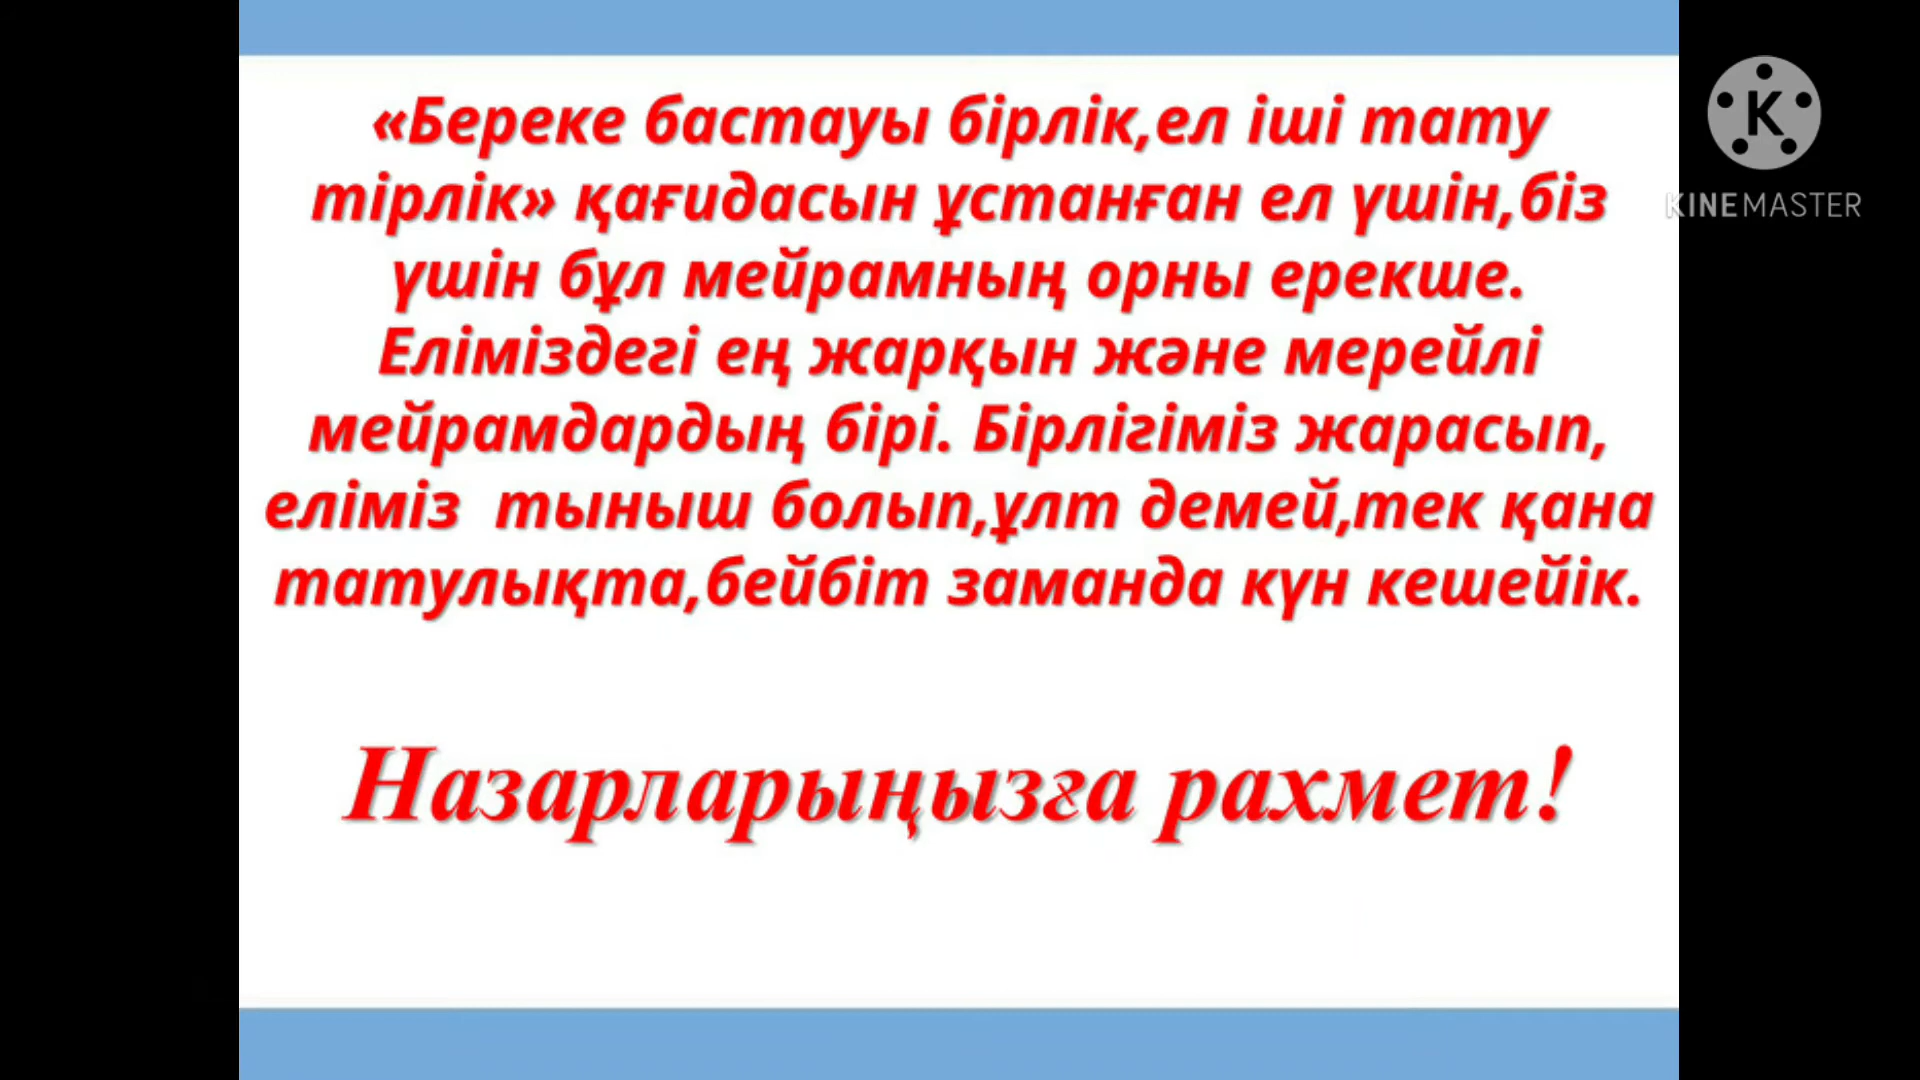 «Береке бастауы бірлік,ел іші тату
тірлік» қағидасын ұстанған ел үшін,біз
үшін бұл мейрамның орны ерекше.
Еліміздегі ең жарқын және мерейлі
мейрамдардың бірі. Бірлігіміз жарасып,
еліміз  тыныш болып,ұлт демей,тек қана
татулықта,бейбіт заманда күн кешейік.
Назарларыңызға рахмет!
K
KINEMASTER